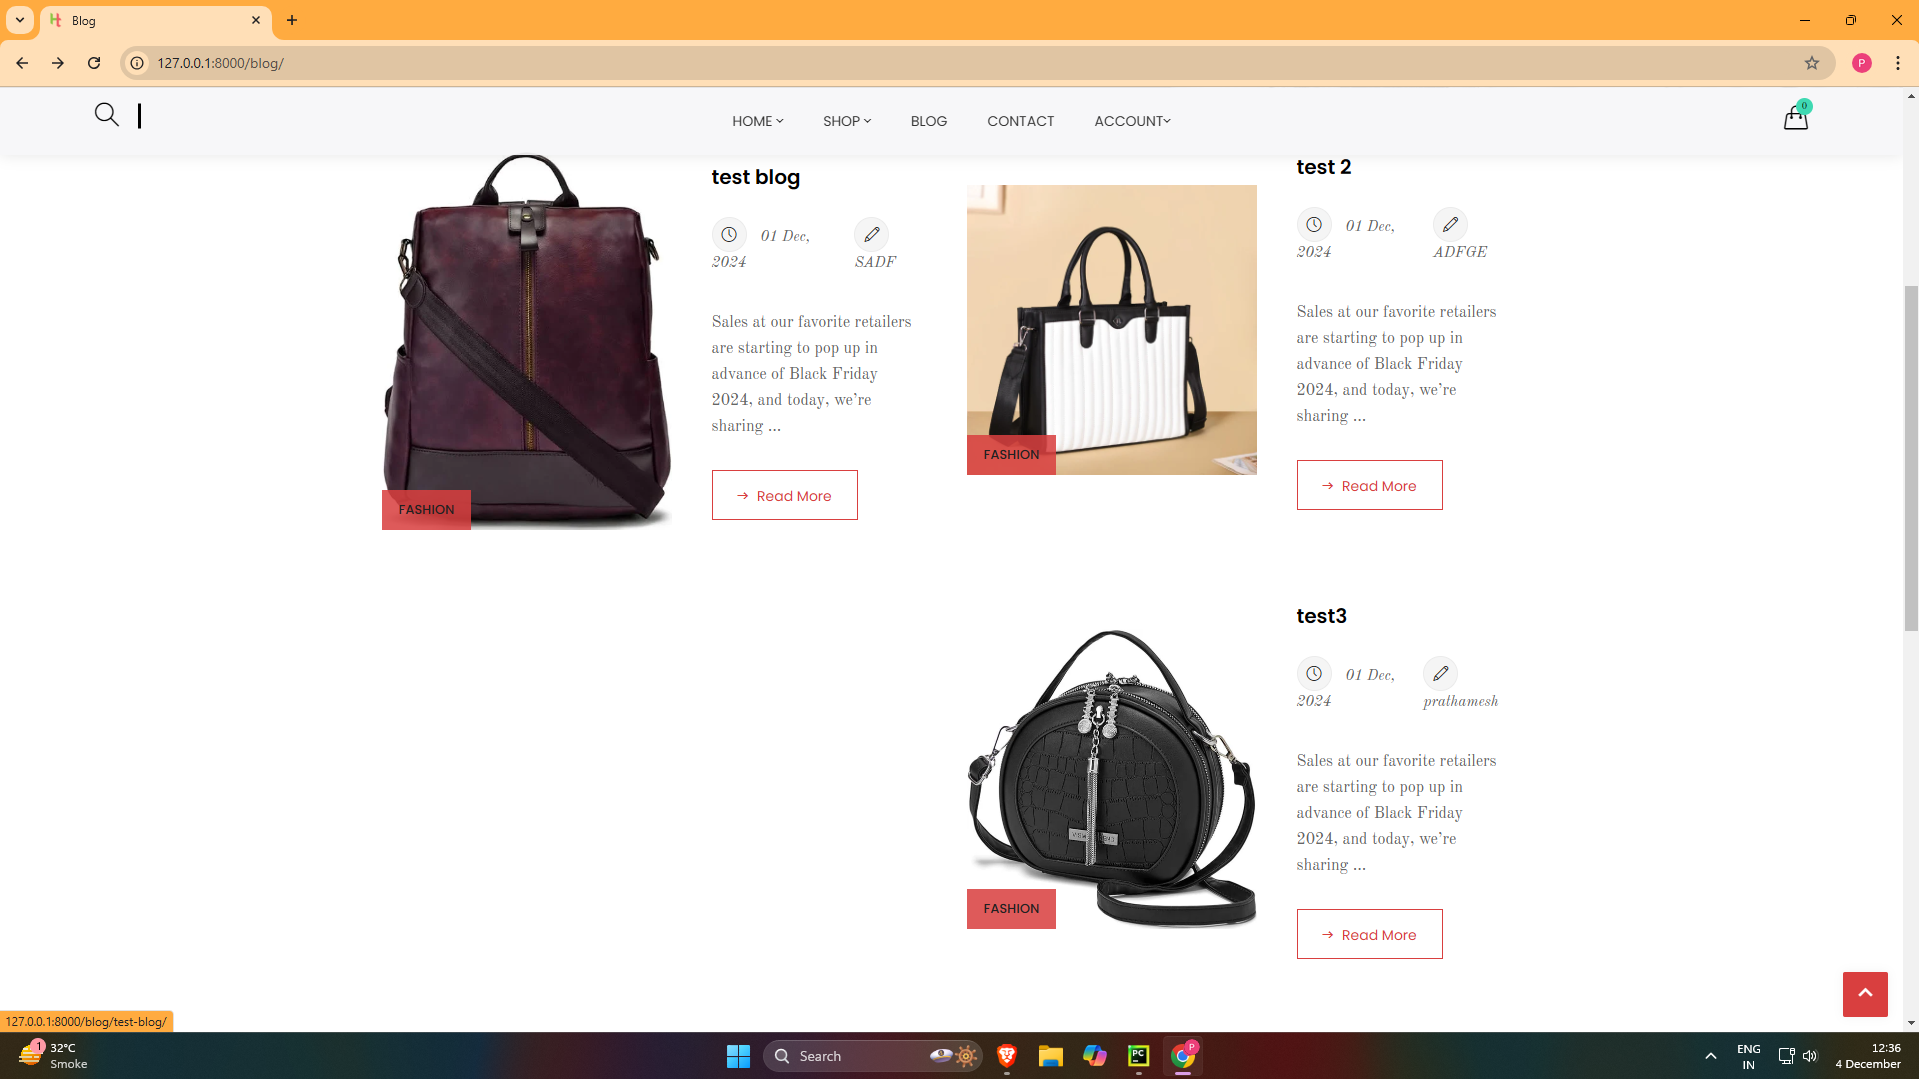 Blog
127.0.0.1:8000/blog/
HOME
SHOP
BLOG
CONTACT
ACCOUNT
0
test blog
01 Dec,
2024
SADF
Sales at our favorite retailers
are starting to pop up in
advance of Black Friday
2024, and today, we’re
sharing ...
Read More
FASHION
test 2
01 Dec,
2024
ADFGE
Sales at our favorite retailers
are starting to pop up in
advance of Black Friday
2024, and today, we’re
sharing ...
Read More
FASHION
test3
01 Dec,
2024
prathamesh
Sales at our favorite retailers
are starting to pop up in
advance of Black Friday
2024, and today, we’re
sharing ...
Read More
FASHION
127.0.0.1:8000/blog/test-blog/
1
32°C
Smoke
Search
PC
P
P
ENG
IN
12:36
4 December